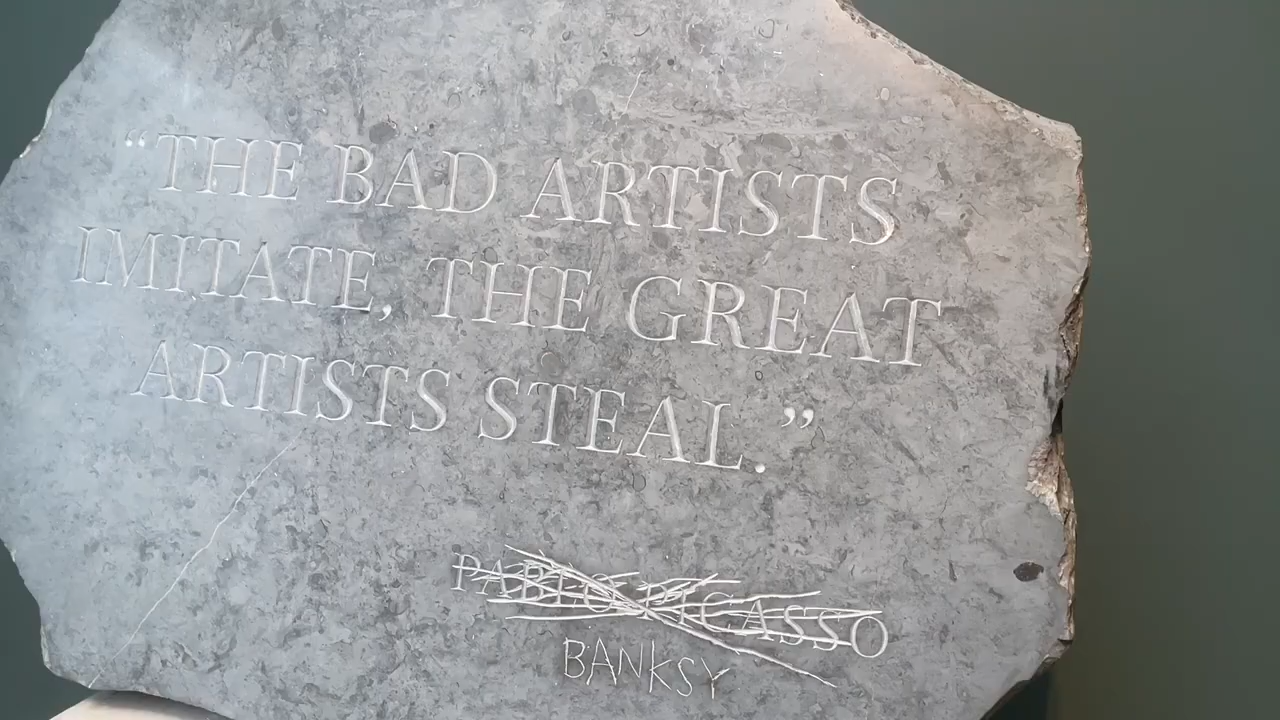 “THE BAD ARTISTS
IMITATE, THE GREAT
ARTISTS STEAL.”
PABLO PICASSO
BANKSY